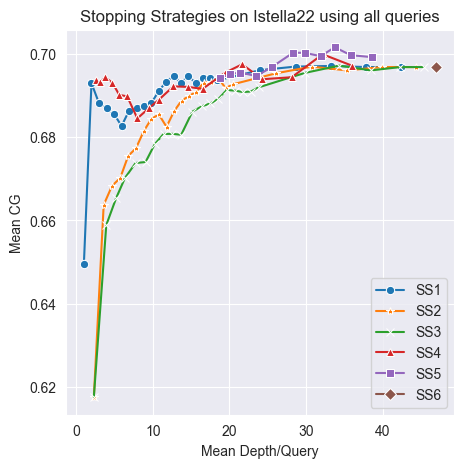 Stopping Strategies on Istella22 using all queries
Mean CG
0.70
0.68
0.66
0.64
0.62
0
10
20
30
40
Mean Depth/Query
SS1
SS2
SS3
SS4
SS5
SS6